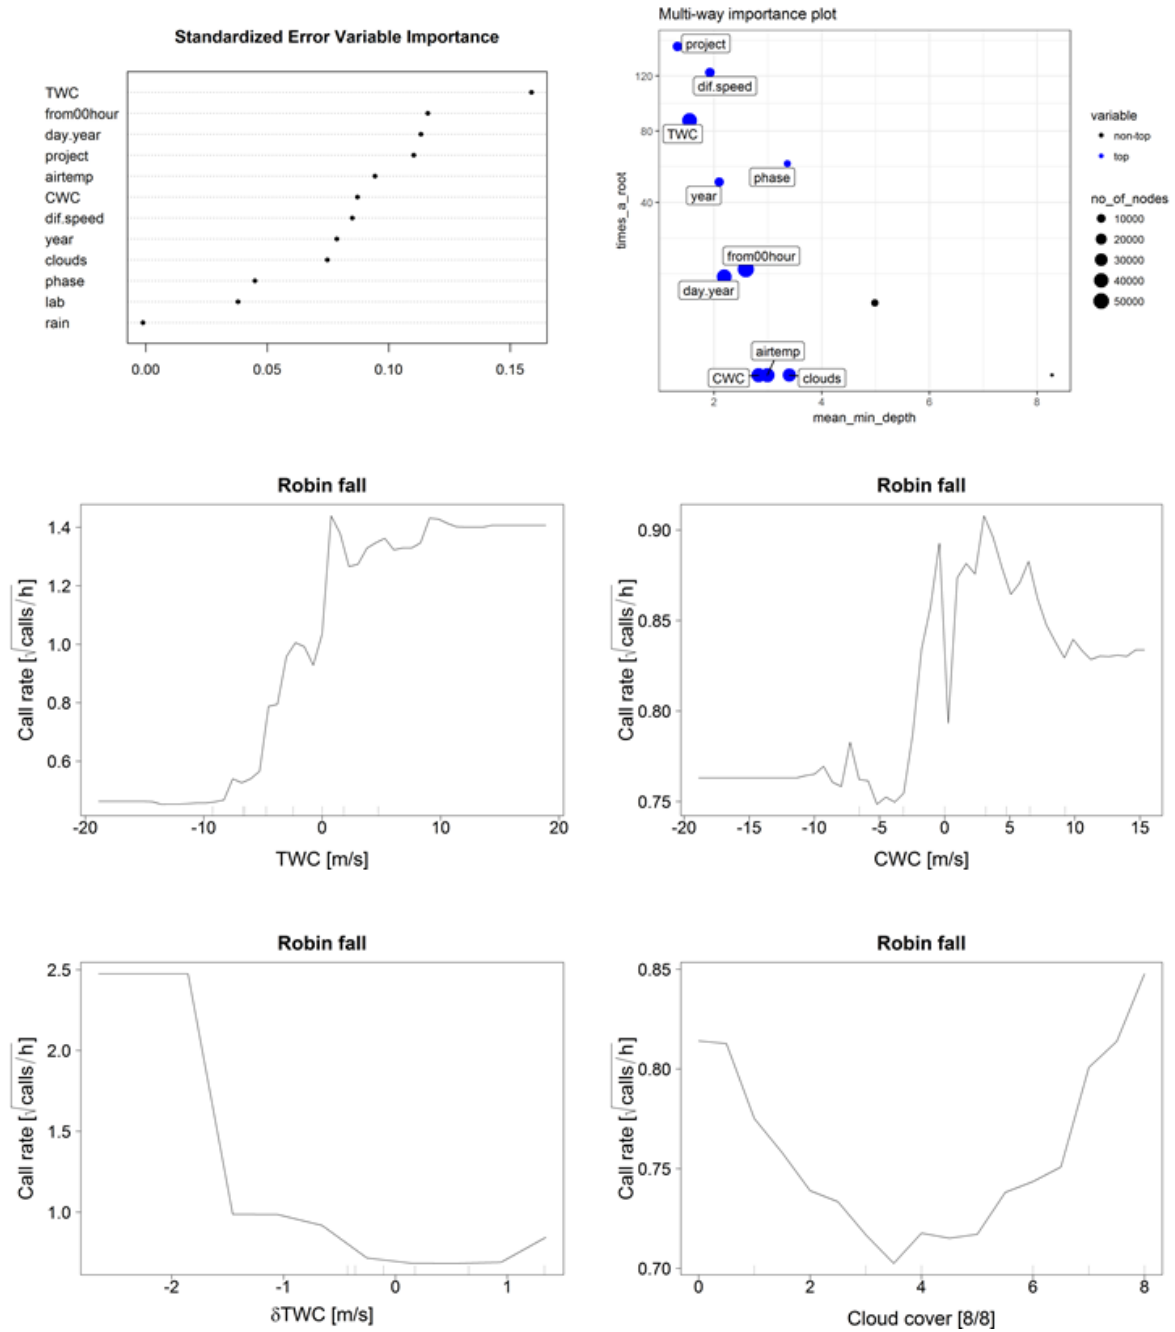 Standardized Error Variable Importance
TWC
from00hour
day.year
project
airtemp
CWC
dif.speed
year
clouds
phase
lab
rain
0.00 0.05 0.10 0.15
Multi-way importance plot
project
dif.speed
TWC
phase
year
from00hour
day.year
airtemp
CWC
clouds
120
80
40
times_a_root
2 4 6 8
mean_min_depth
variable
non-top
top
no_of_nodes
10000
20000
30000
40000
50000
Robin fall
Call rate [√calls/h]
1.4
1.2
1.0
0.8
0.6
-20 -10 0 10 20
TWC [m/s]
Robin fall
Call rate [√calls/h]
0.90
0.85
0.80
0.75
-20 -15 -10 -5 0 5 10 15
CWC [m/s]
Robin fall
Call rate [√calls/h]
2.5
2.0
1.5
1.0
-2 -1 0 1
δTWC [m/s]
Robin fall
Call rate [√calls/h]
0.85
0.80
0.75
0.70
0 2 4 6 8
Cloud cover [8/8]